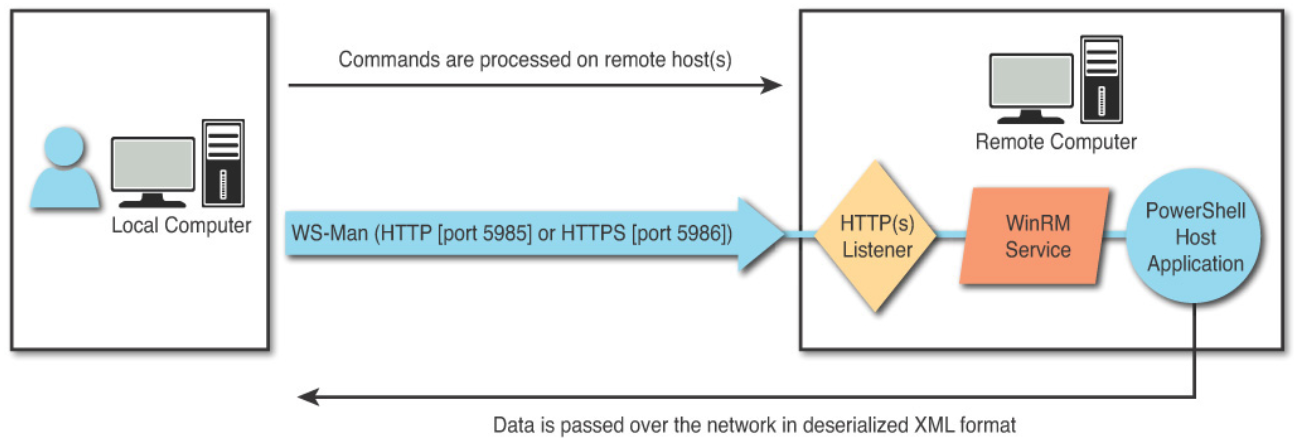 Commands are processed on remote host(s)
Remote Computer
Local Computer
WS-Man (HTTP [port 5985] or HTTPS [port 5986])
HTTP(s)
Listener
WinRM
Service
PowerShell
Host
Application
Data is passed over the network in deserialized XML format